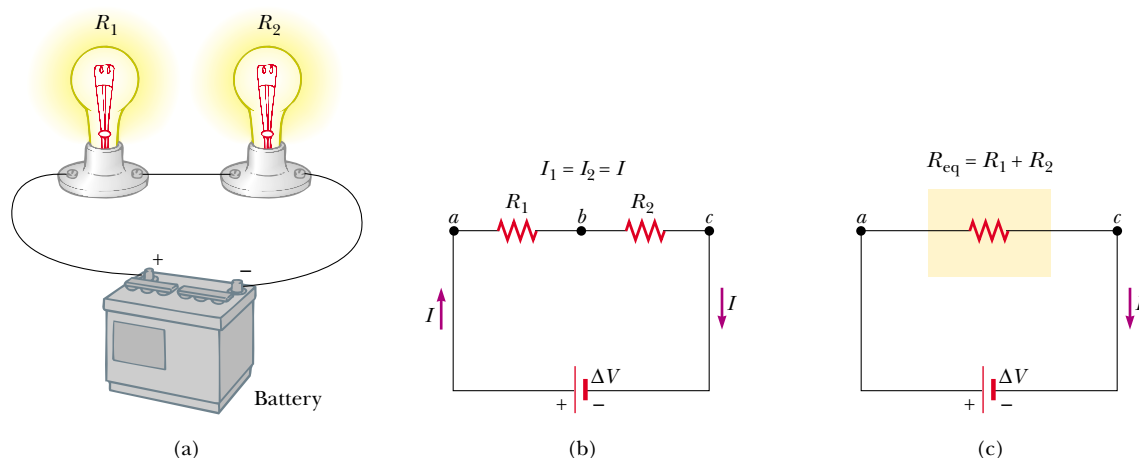 R1
R2
+
−
Battery
(a)
I1 = I2 = I
R1
R2
a
b
c
I
I
ΔV
+
−
(b)
Req = R1 + R2
a
c
I
ΔV
+
−
(c)